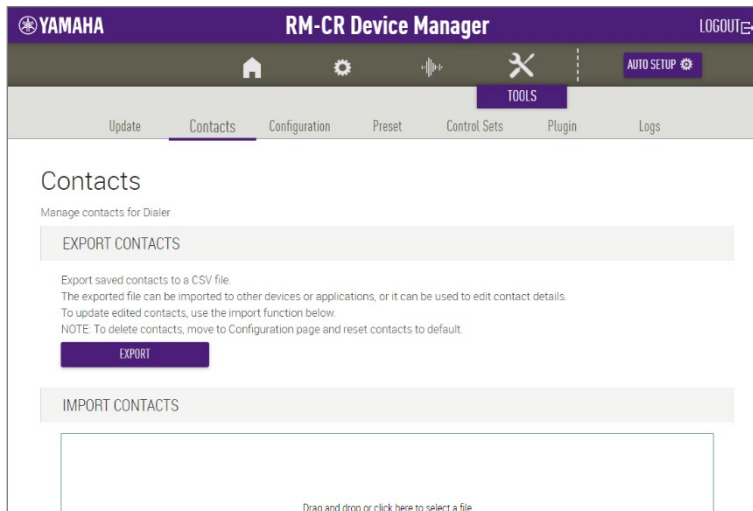 YAMAHA
RM-CR Device Manager
LOGOUT
AUTO SETUP
TOOLS
Update Contacts Configuration Preset Control Sets Plugin Logs
Contacts
Manage contacts for Dialer
EXPORT CONTACTS
Export saved contacts to a CSV file.
The exported file can be imported to other devices or applications, or it can be used to edit contact details.
To update edited contacts, use the import function below.
NOTE: To delete contacts, move to Configuration page and reset contacts to default.
EXPORT
IMPORT CONTACTS
Drag and drop or click here to select a file